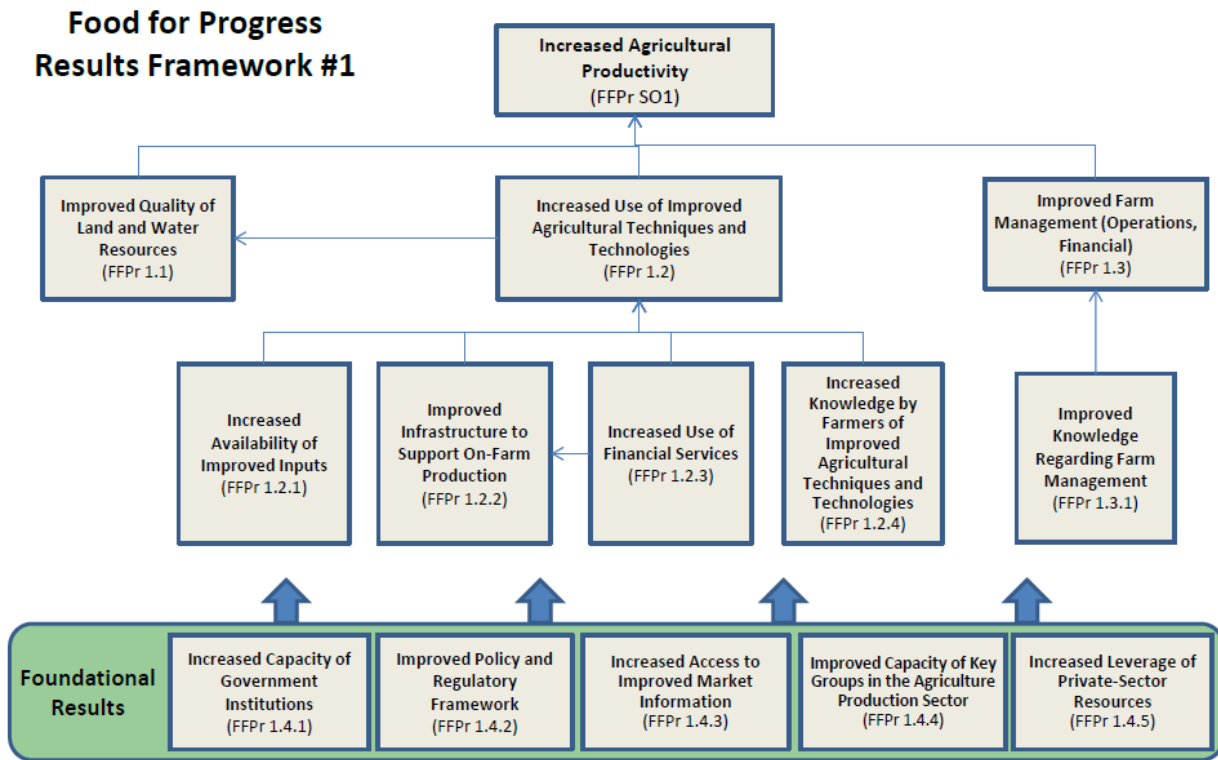 Food for Progress
Results Framework #1
Increased Agricultural
Productivity
(FFPr SO1)
Improved Quality of
Land and Water
Resources
(FFPr 1.1)
Increased Use of Improved
Agricultural Techniques and
Technologies
(FFPr 1.2)
Improved Farm
Management (Operations,
Financial)
(FFPr 1.3)
Increased
Availability of
Improved Inputs
(FFPr 1.2.1)
Improved
Infrastructure to
Support On-Farm
Production
(FFPr 1.2.2)
Increased Use of
Financial Services
(FFPr 1.2.3)
Increased
Knowledge by
Farmers of
Improved
Agricultural
Techniques and
Technologies
(FFPr 1.2.4)
Improved
Knowledge
Regarding Farm
Management
(FFPr 1.3.1)
Foundational
Results
Increased Capacity of
Government
Institutions
(FFPr 1.4.1)
Improved Policy and
Regulatory
Framework
(FFPr 1.4.2)
Increased Access to
Improved Market
Information
(FFPr 1.4.3)
Improved Capacity of Key
Groups in the Agriculture
Production Sector
(FFPr 1.4.4)
Increased Leverage of
Private-Sector
Resources
(FFPr 1.4.5)